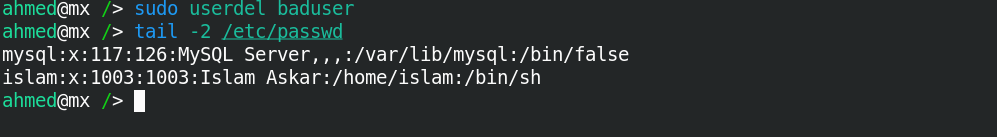 ahmed@mx /> sudo userdel baduser
ahmed@mx /> tail -2 /etc/passwd
mysql:x:117:126:MySQL Server,,,:/var/lib/mysql:/bin/false
islam:x:1003:1003:Islam Askar:/home/islam:/bin/sh
ahmed@mx />